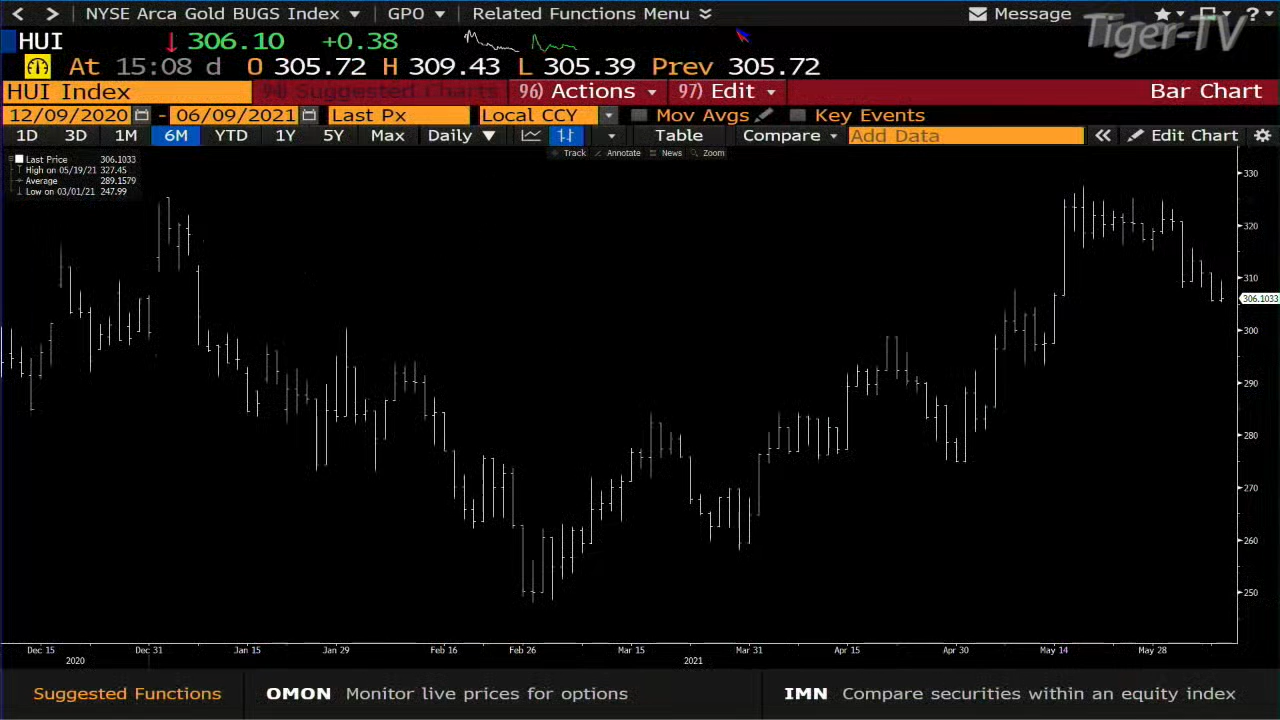 NYSE Arca Gold BUGS Index GPO Related Functions Menu Message ?
Tiger-TV
HUI 306.10 +0.38
At 15:08 d O 305.72 H 309.43 L 305.39 Prev 305.72
HUI Index 94) Suggested Charts 96) Actions 97) Edit Bar Chart
12/09/2020 - 06/09/2021 Last Px Local CCY Mov Avgs Key Events
1D 3D 1M 6M YTD 1Y 5Y Max Daily Table Compare Add Data Edit Chart
Track Annotate News Zoom
Last Price 306.1033
High on 05/19/21 327.45
Average 289.1579
Low on 03/01/21 247.99
330
320
310
306.1033
300
290
280
270
260
250
Dec 15 Dec 31 Jan 15 Jan 29 Feb 16 Feb 26 Mar 15 Mar 31 Apr 15 Apr 30 May 14 May 28
2020 2021
Suggested Functions OMON Monitor live prices for options IMN Compare securities within an equity index